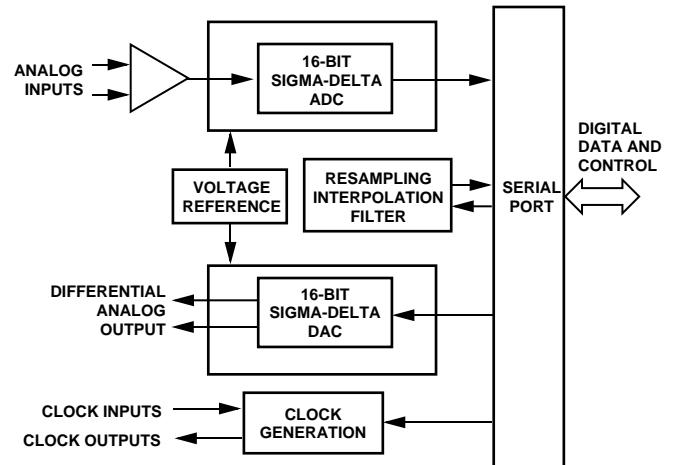 ANALOG
INPUTS
16-BIT
SIGMA-DELTA
ADC
VOLTAGE
REFERENCE
RESAMPLING
INTERPOLATION
FILTER
SERIAL
PORT
DIGITAL
DATA AND
CONTROL
DIFFERENTIAL
ANALOG
OUTPUT
16-BIT
SIGMA-DELTA
DAC
CLOCK INPUTS
CLOCK OUTPUTS
CLOCK
GENERATION